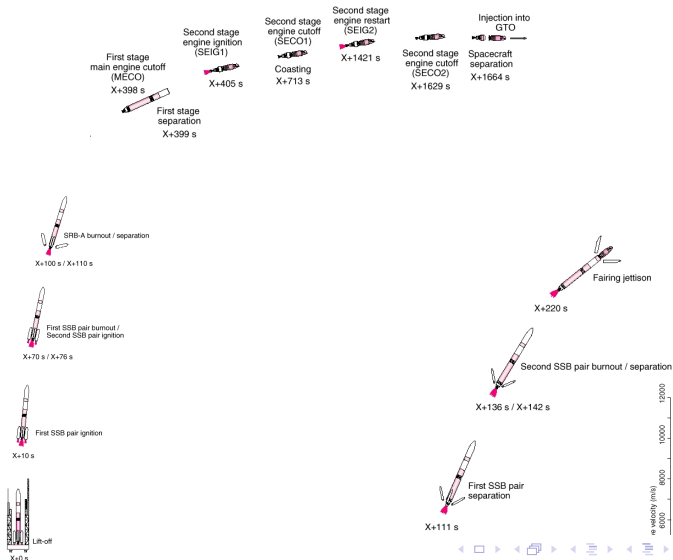 Injection into
GTO
Second stage
engine restart
(SEIG2)
X+1421 s
Second stage
engine cutoff
(SECO1)
Coasting
X+713 s
Second stage
engine ignition
(SEIG1)
X+405 s
First stage
main engine cutoff
(MECO)
X+398 s
First stage
separation
X+399 s
Second stage
engine cutoff
(SECO2)
X+1629 s
Spacecraft
separation
X+1664 s
SRB-A burnout / separation
X+100 s / X+110 s
Fairing jettison
X+220 s
First SSB pair burnout /
Second SSB pair ignition
X+70 s / X+76 s
Second SSB pair burnout / separation
X+136 s / X+142 s
First SSB pair ignition
X+10 s
First SSB pair
separation
X+111 s
Lift-off
X+0 s
12000
10000
8000
6000
velocity (m/s)